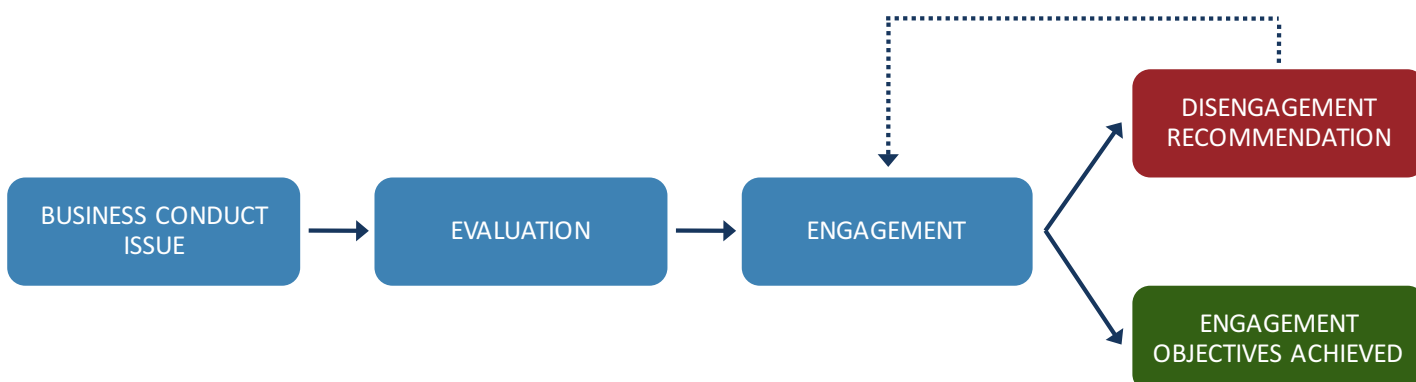 DISENGAGEMENT
RECOMMENDATION
BUSINESS CONDUCT
ISSUE
EVALUATION
ENGAGEMENT
ENGAGEMENT
OBJECTIVES ACHIEVED